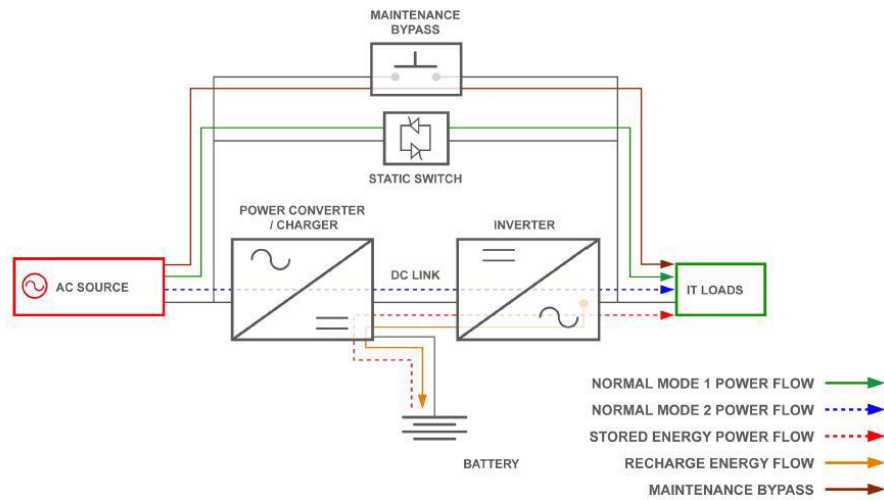 MAINTENANCE
BYPASS
STATIC SWITCH
POWER CONVERTER
/ CHARGER
INVERTER
AC SOURCE
DC LINK
IT LOADS
BATTERY
NORMAL MODE 1 POWER FLOW
NORMAL MODE 2 POWER FLOW
STORED ENERGY POWER FLOW
RECHARGE ENERGY FLOW
MAINTENANCE BYPASS